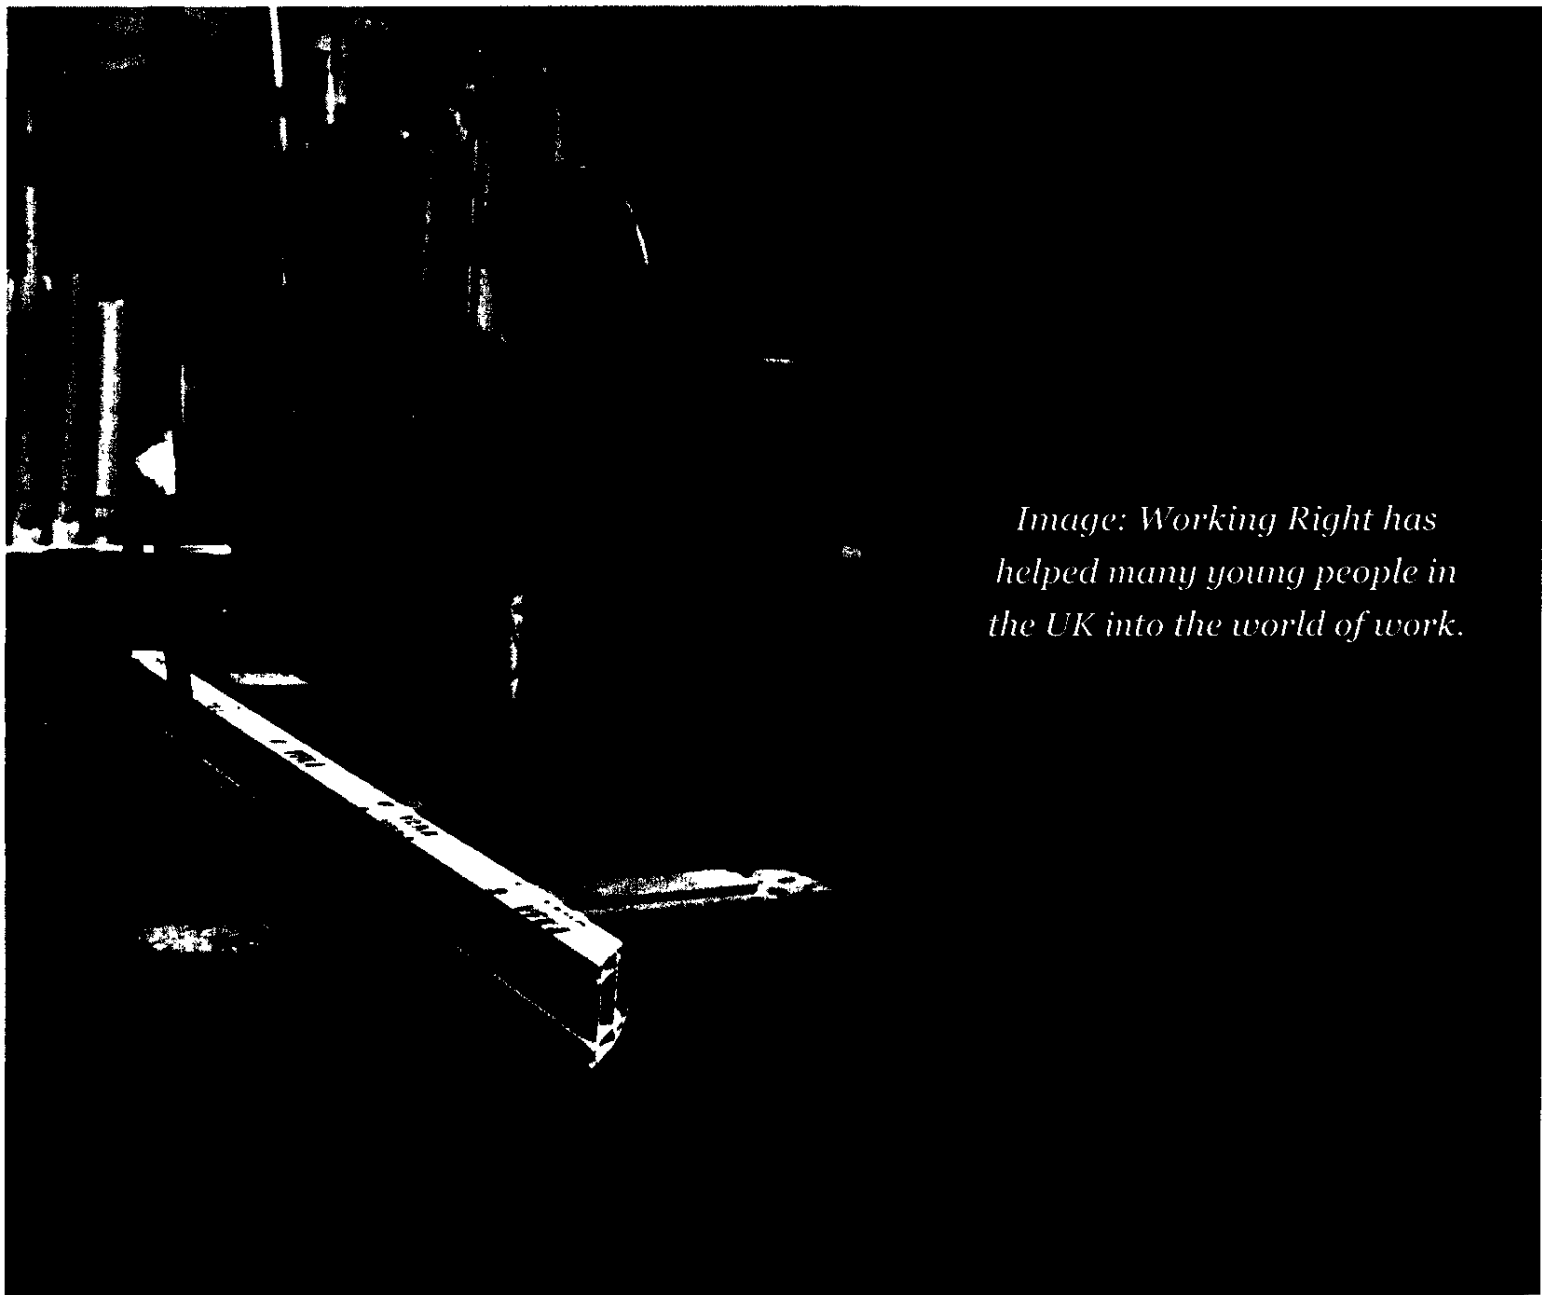 Image: Working Right has
helped many young people in
the UK into the world of work.